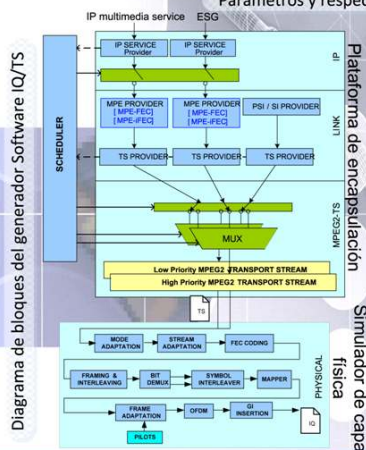 Parámetros y respec
IP multimedia service
ESG
Diagrama de bloques del generador Software IQ/TS
SCHEDULER
IP SERVICE
Provider
IP SERVICE
Provider
IP
MPE PROVIDER
[ MPE-FEC]
[ MPE-iFEC]
MPE PROVIDER
[ MPE-FEC]
[ MPE-iFEC]
PSI / SI PROVIDER
LINK
TS PROVIDER
TS PROVIDER
TS PROVIDER
MUX
MPEG2-TS
Low Priority MPEG2 TRANSPORT STREAM
High Priority MPEG2 TRANSPORT STREAM
Plataforma de encapsulación
TS
MODE
ADAPTATION
STREAM
ADAPTATION
FEC CODING
FRAMING &
INTERLEAVING
BIT
DEMUX
SYMBOL
INTERLEAVER
MAPPER
FRAME
ADAPTATION
OFDM
GI
INSERTION
IQ
PILOTS
PHYSICAL
Simulador de capa
física